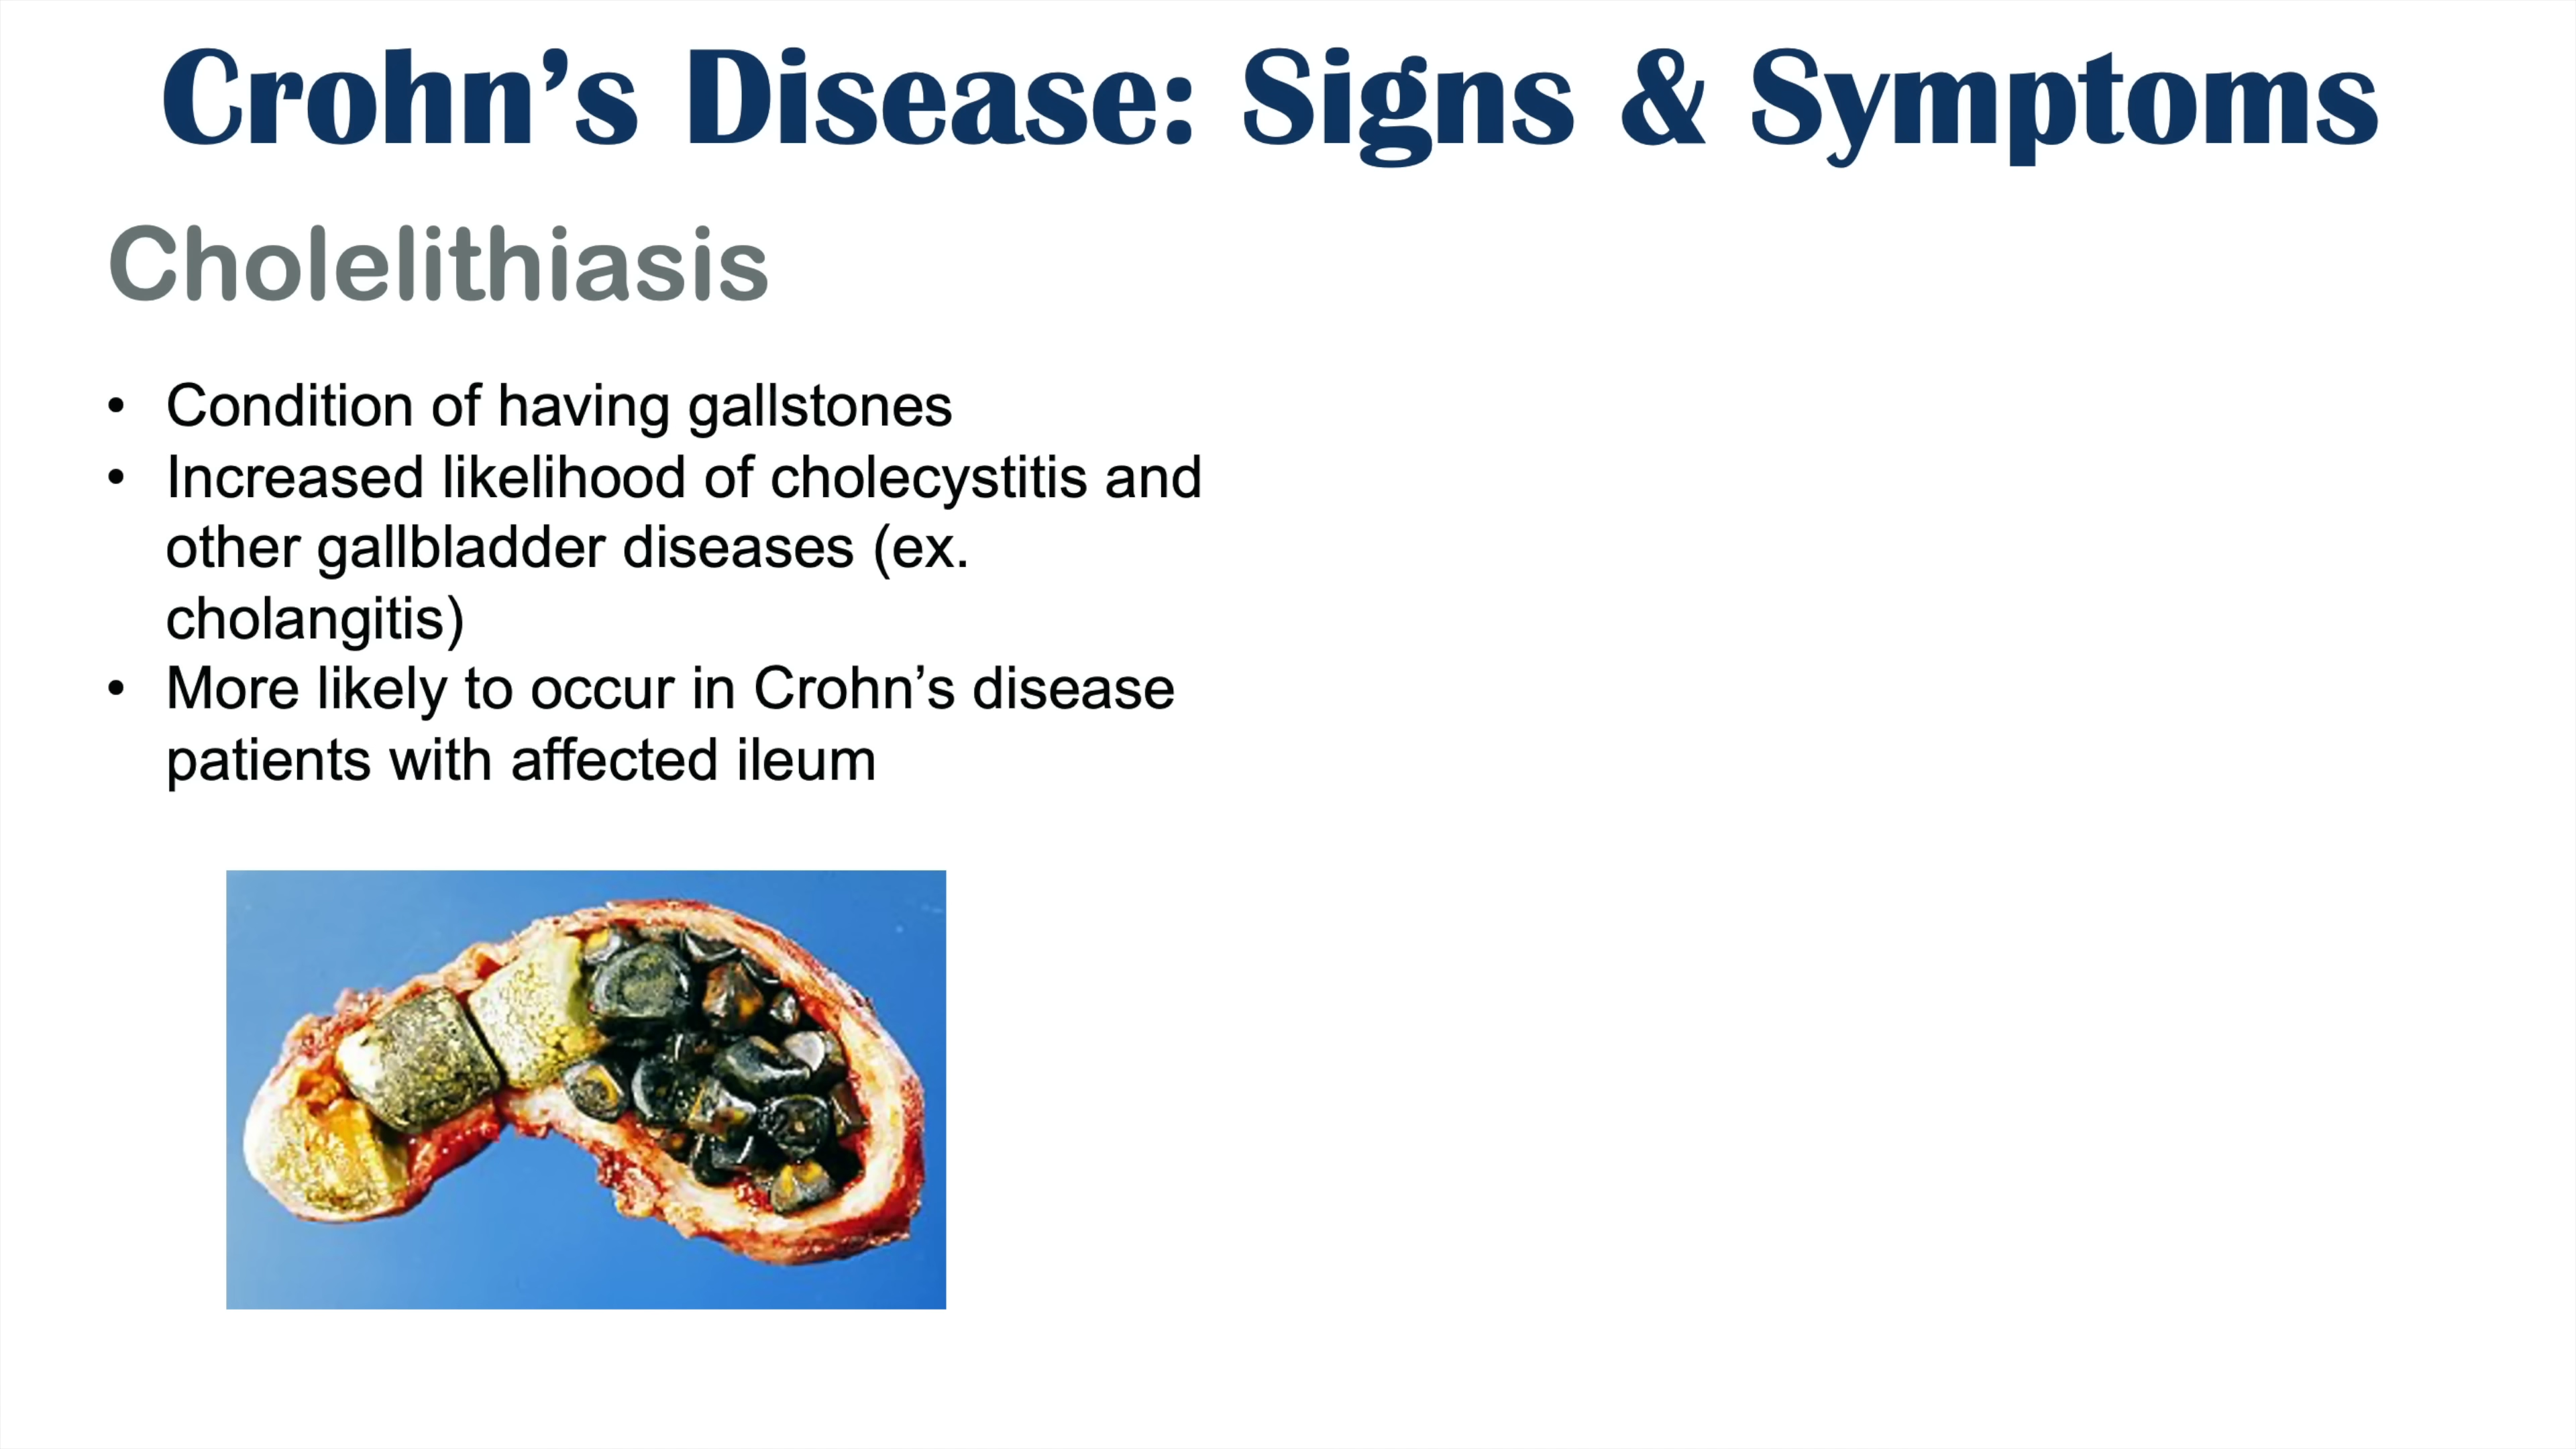 Crohn’s Disease: Signs & Symptoms
Cholelithiasis
• Condition of having gallstones
• Increased likelihood of cholecystitis and
other gallbladder diseases (ex.
cholangitis)
• More likely to occur in Crohn’s disease
patients with affected ileum